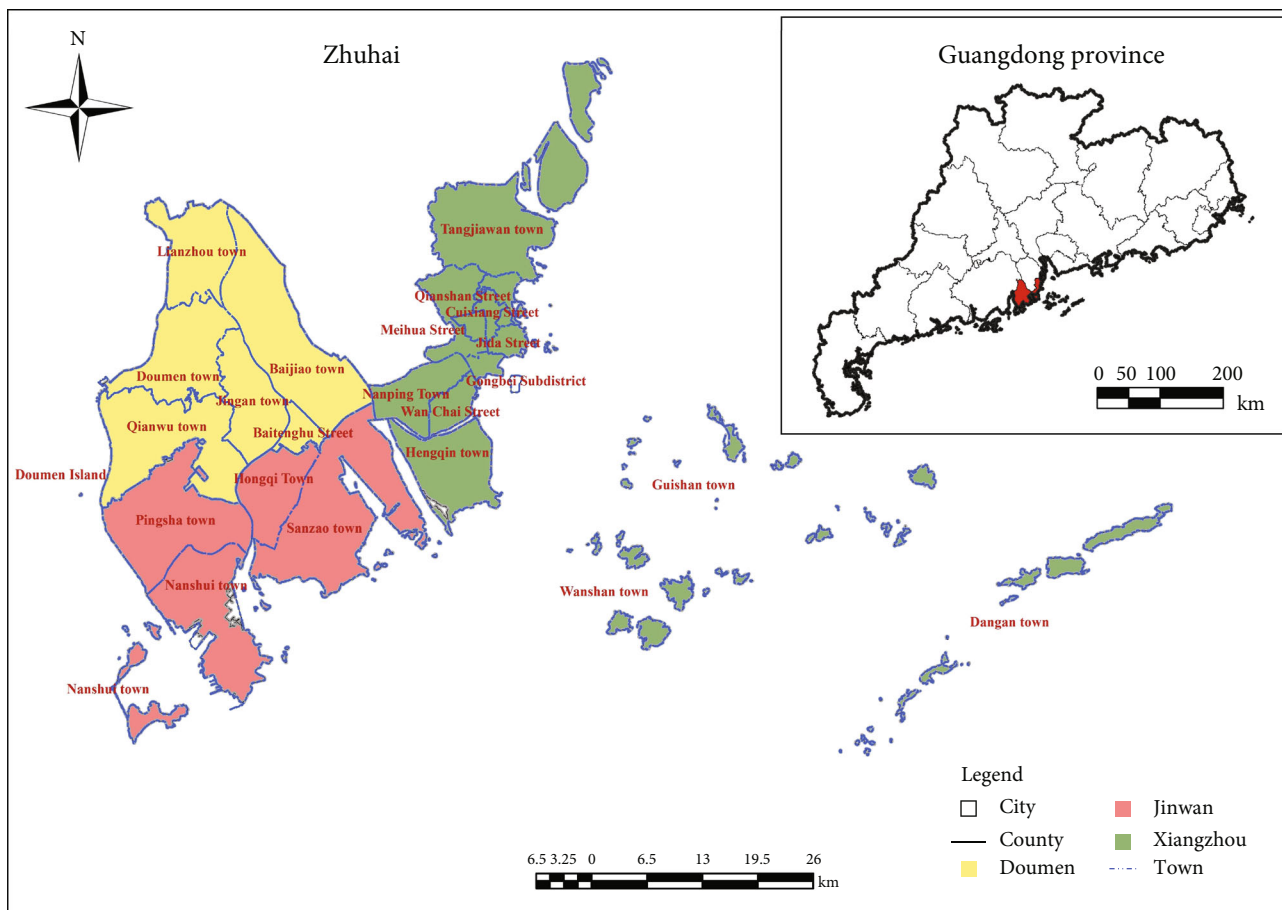 N
Zhuhai
Guangdong province
Tangjiawan town
Lianzhou town
Qianshan Street
Cuixiang Street
Meihua Street
Jida Street
Doumen town
Baijiao town
Gongbei Subdistrict
Jingan town
Nanping Town
Wan Chai Street
Qianwu town
Baitenghu Street
Hengqin town
Doumen Island
Hongqi Town
Guishan town
Pingsha town
Sanzao town
Nanshui town
Wanshan town
Dangan town
Nanshui town
0 50 100 200
km
Legend
City
Jinwan
County
Xiangzhou
Doumen
Town
6.5 3.25 0 6.5 13 19.5 26
km